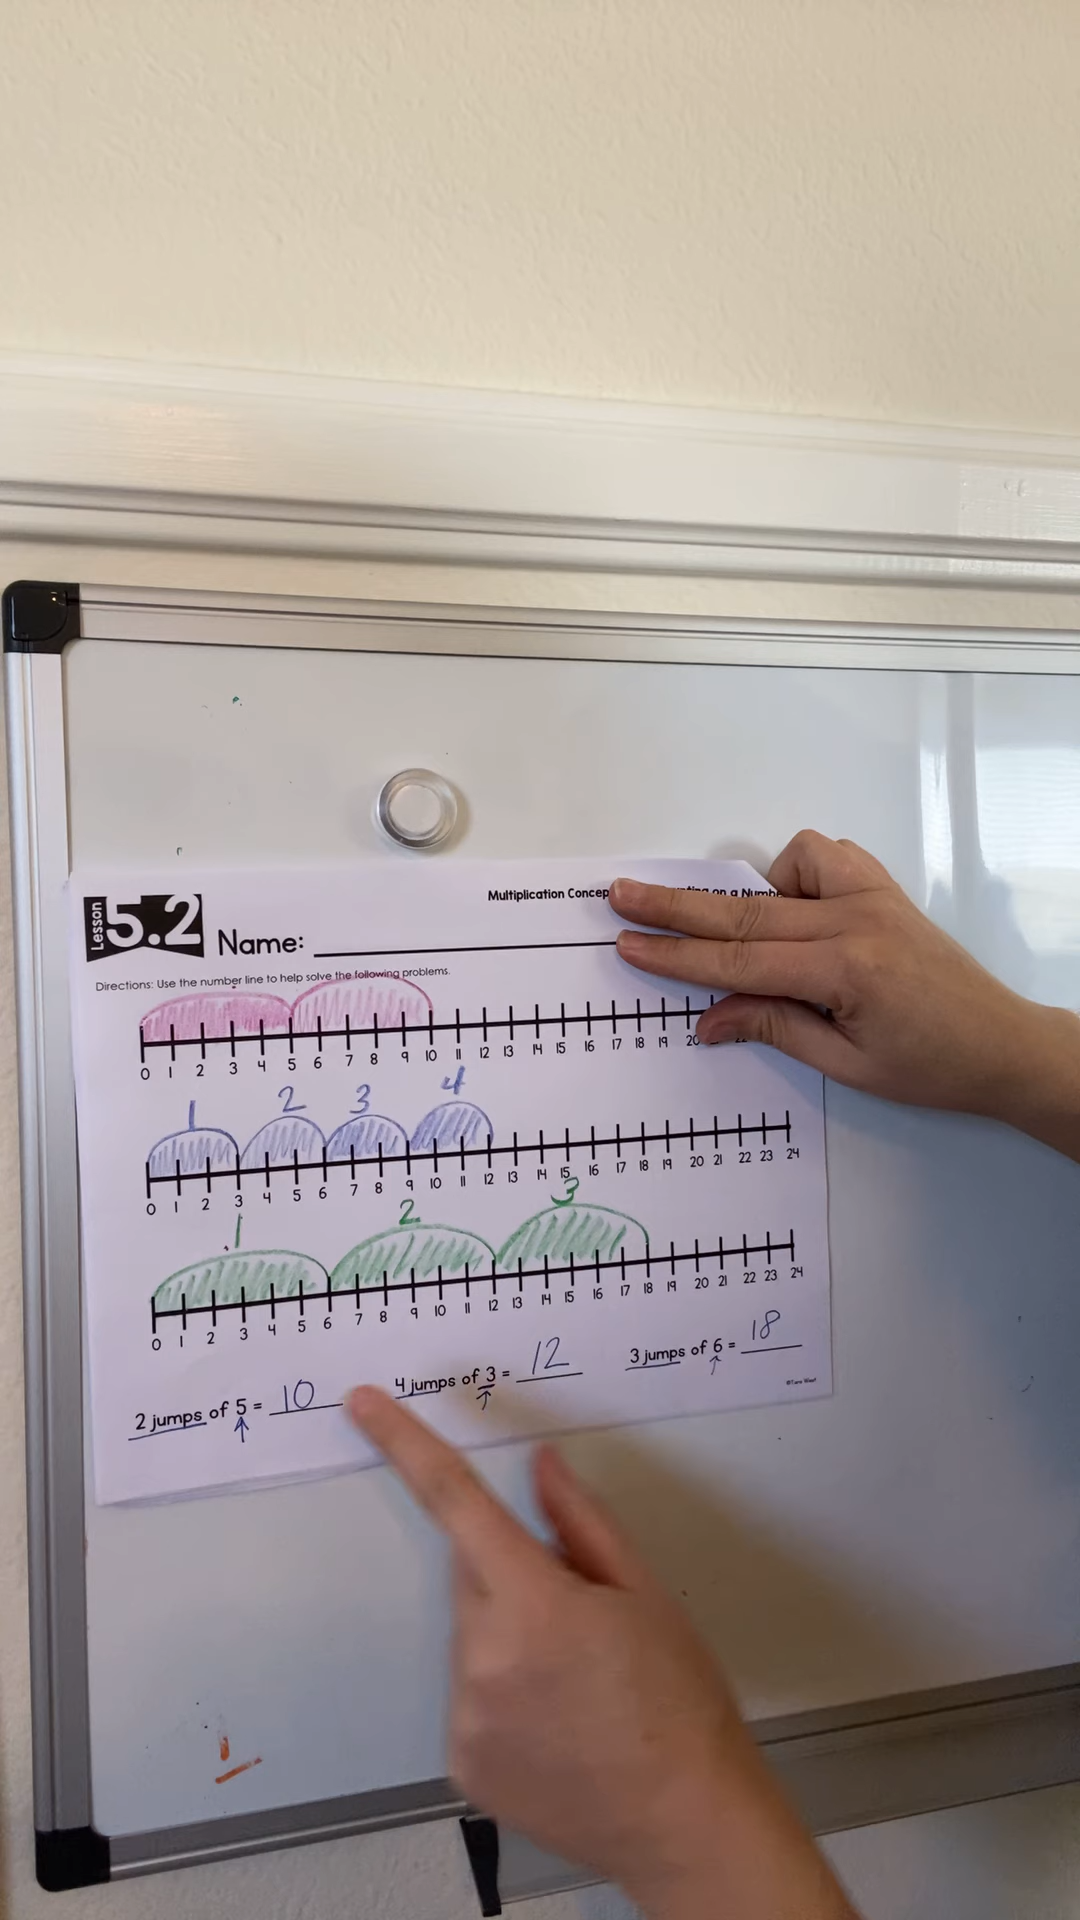 Lesson 5.2
Multiplication Concep on a Numbe
Name:
Directions: Use the number line to help solve the following problems.
0 1 2 3 4 5 6 7 8 9 10 11 12 13 14 15 16 17 18 19 20
1 2 3 4
0 1 2 3 4 5 6 7 8 9 10 11 12 13 14 15 16 17 18 19 20 21 22 23 24
1 2 3
0 1 2 3 4 5 6 7 8 9 10 11 12 13 14 15 16 17 18 19 20 21 22 23 24
2 jumps of 5 = 10
4 jumps of 3 = 12
3 jumps of 6 = 18
©Tara West